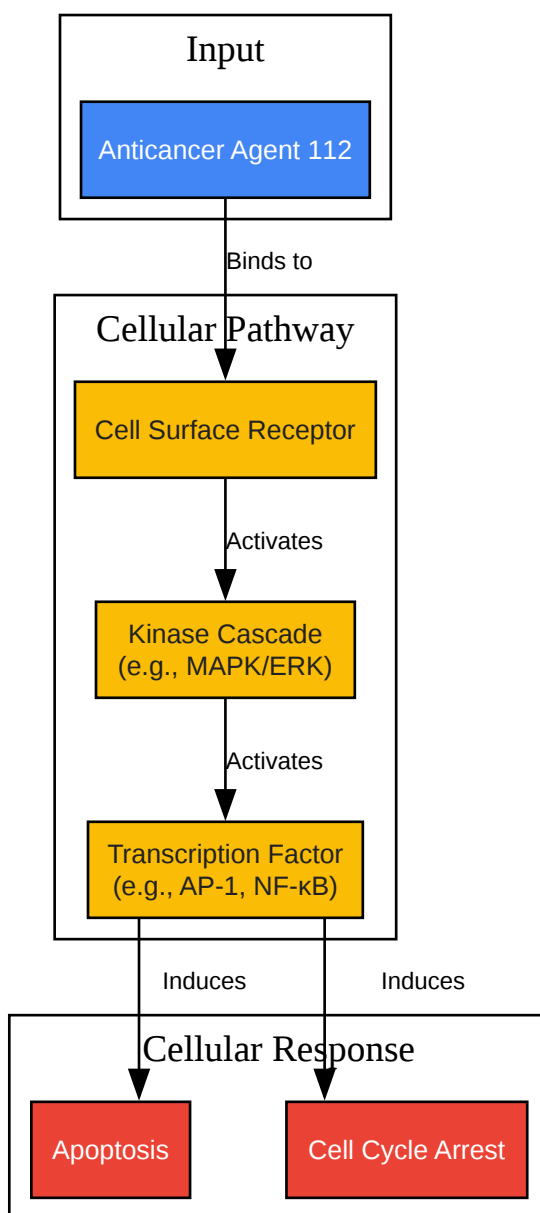 Input
Anticancer Agent 112
Binds to
Cellular Pathway
Cell Surface Receptor
Activates
Kinase Cascade
(e.g., MAPK/ERK)
Activates
Transcription Factor
(e.g., AP-1, NF-κB)
Induces
Induces
Cellular Response
Apoptosis
Cell Cycle Arrest